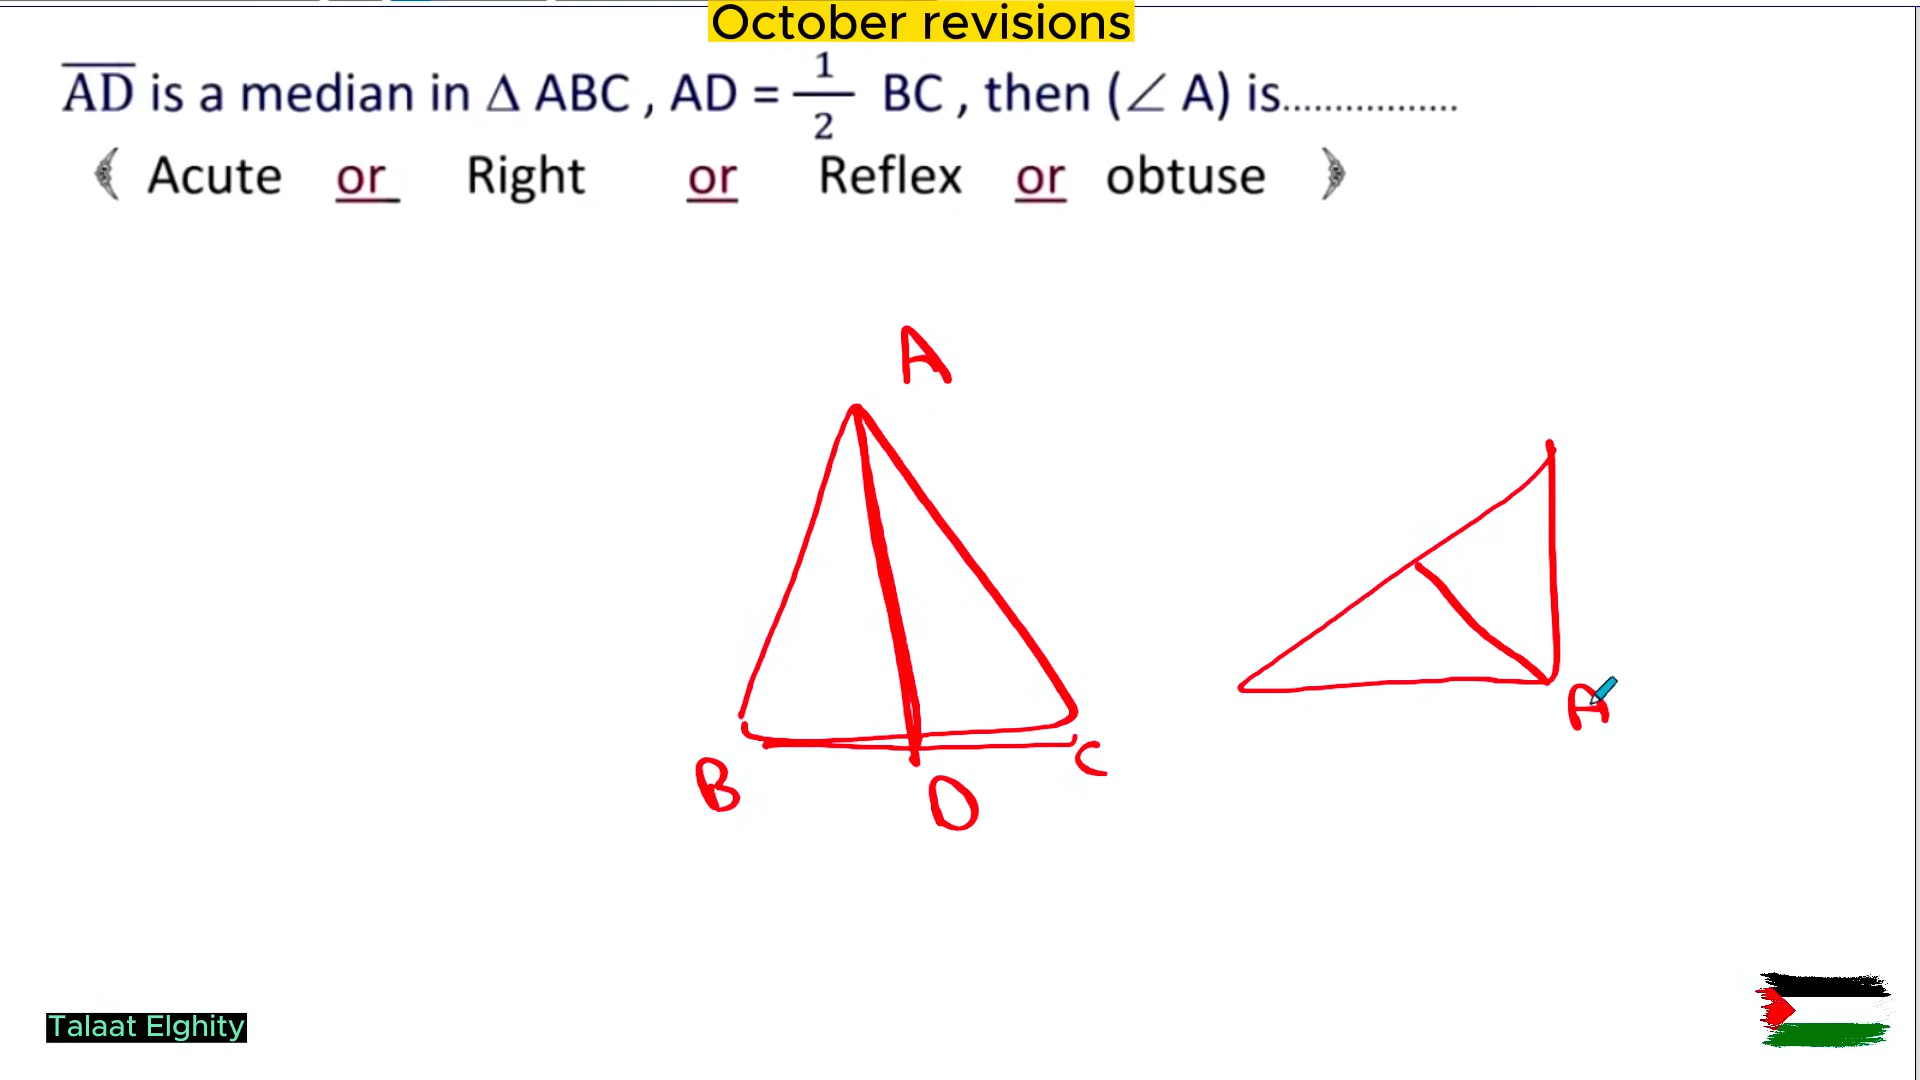 October revisions
AD is a median in Δ ABC , AD = 1/2 BC , then (∠ A) is.................
Acute or Right or Reflex or obtuse
A
B
D
C
A
Talaat Elghity